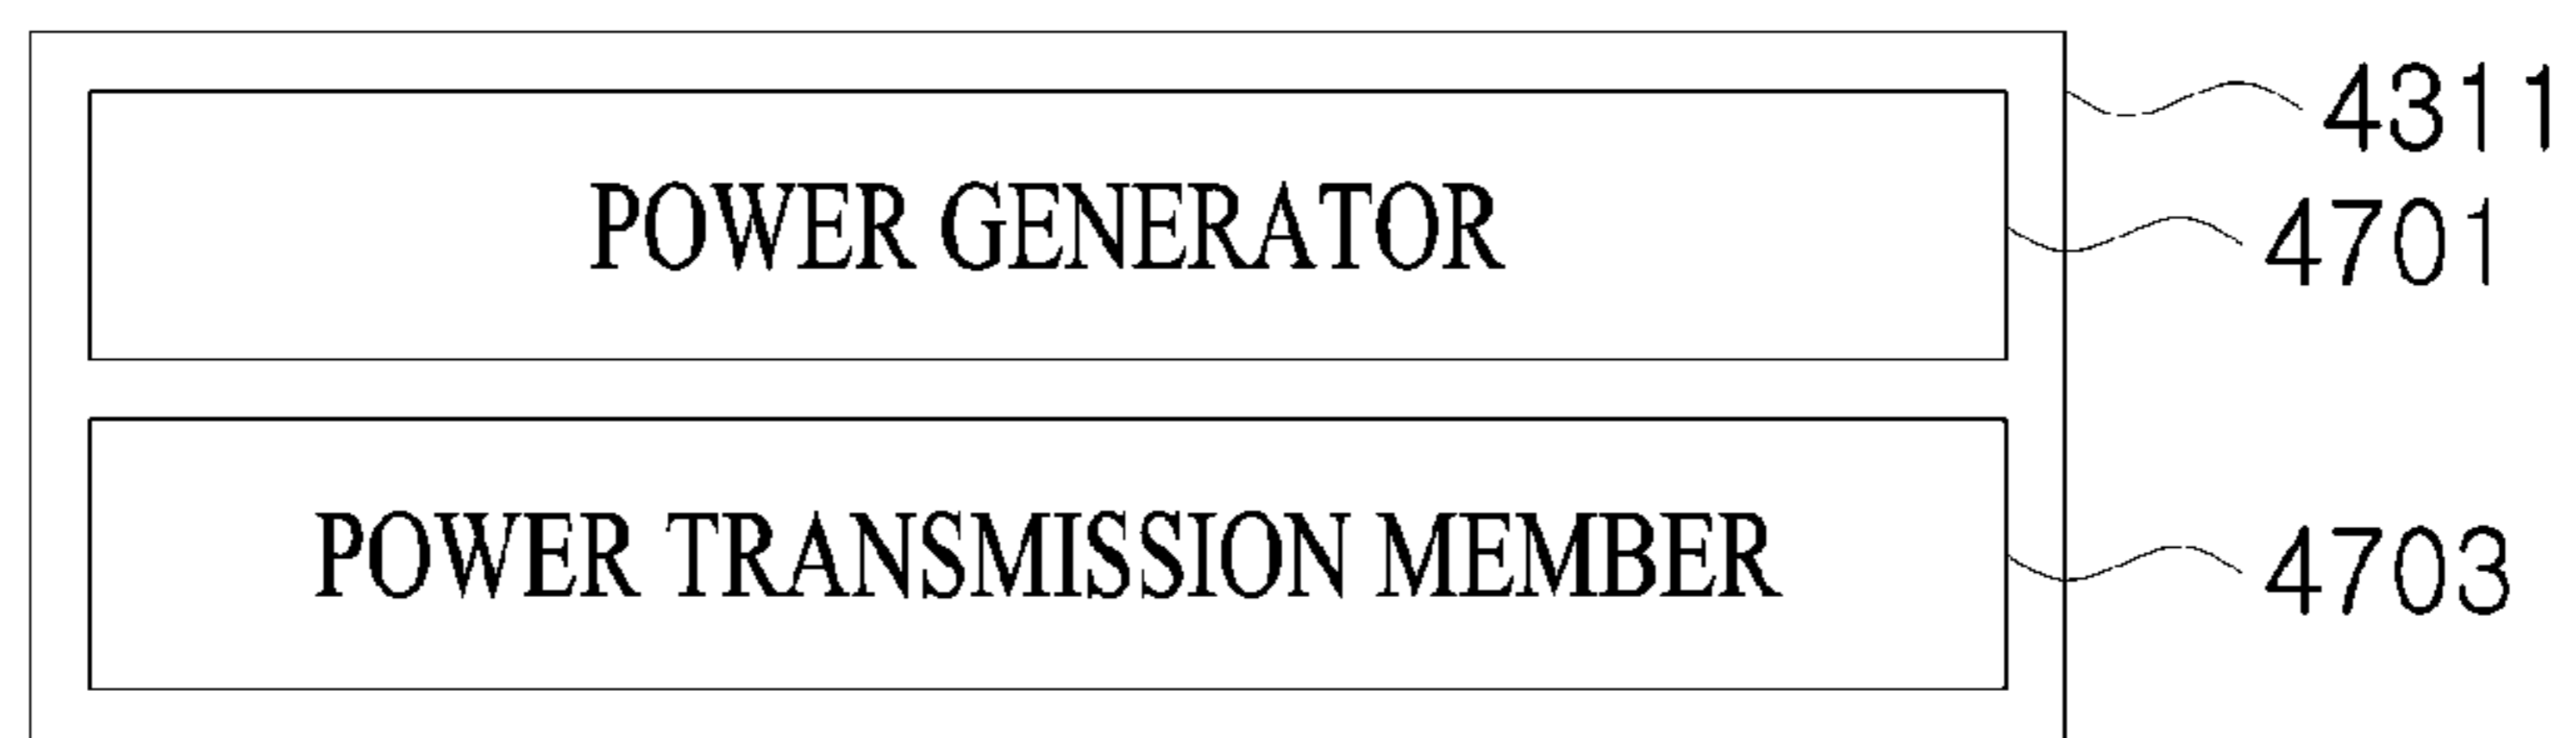 4311
POWER GENERATOR 4701
POWER TRANSMISSION MEMBER 4703